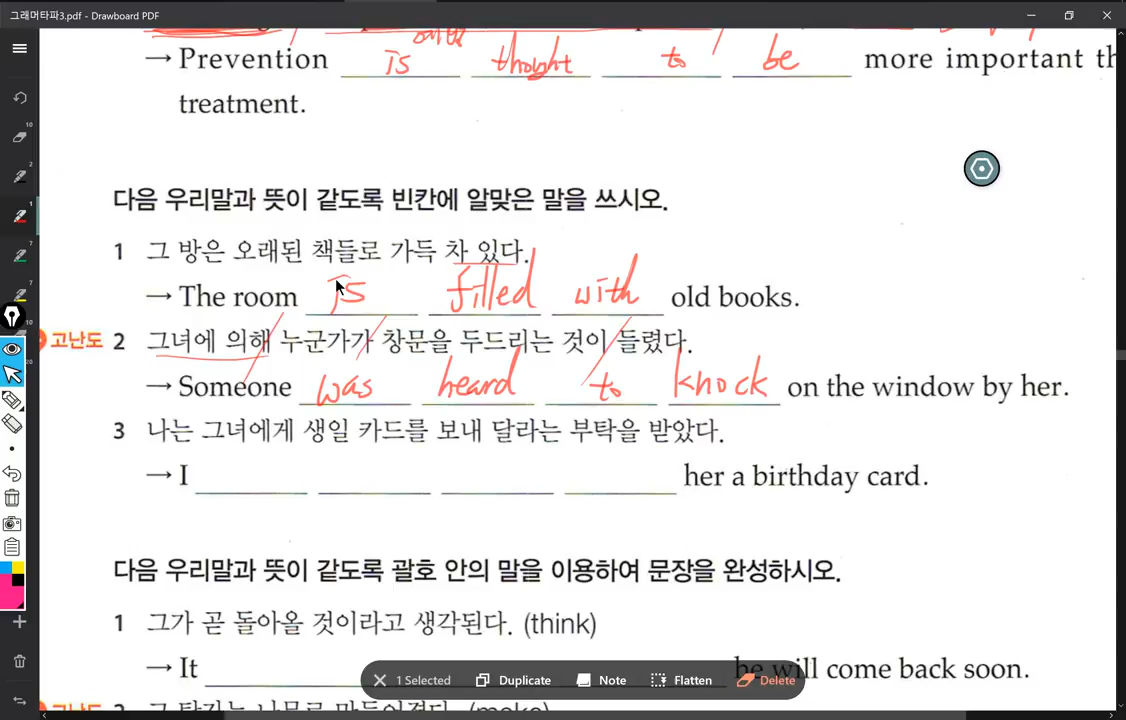 그래머타파3.pdf - Drawboard PDF
→ Prevention is thought to be more important th
treatment.
다음 우리말과 뜻이 같도록 빈칸에 알맞은 말을 쓰시오.
1 그 방은 오래된 책들로 가득 차 있다.
→ The room is filled with old books.
고난도 2 그녀에 의해 누군가가 창문을 두드리는 것이 들렸다.
→ Someone was heard to knock on the window by her.
3 나는 그녀에게 생일 카드를 보내 달라는 부탁을 받았다.
→ I her a birthday card.
다음 우리말과 뜻이 같도록 괄호 안의 말을 이용하여 문장을 완성하시오.
1 그가 곧 돌아올 것이라고 생각된다. (think)
→ It he will come back soon.
1 Selected Duplicate Note Flatten Delete